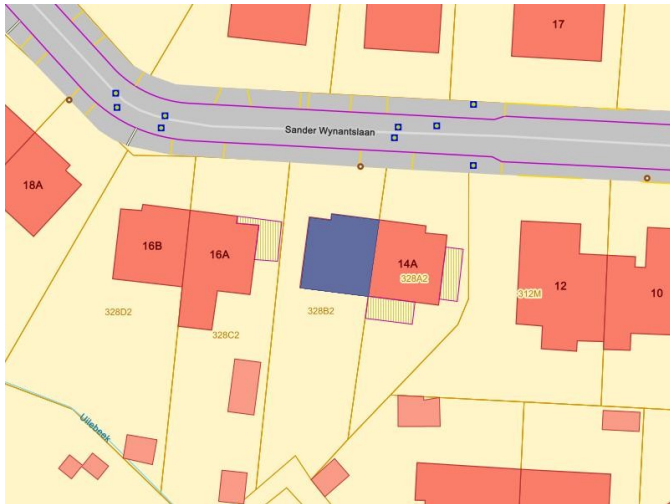 17
Sander Wynantslaan
18A
16B
16A
14A
328A2
312M
12
10
328D2
328B2
328C2
Uilebeek